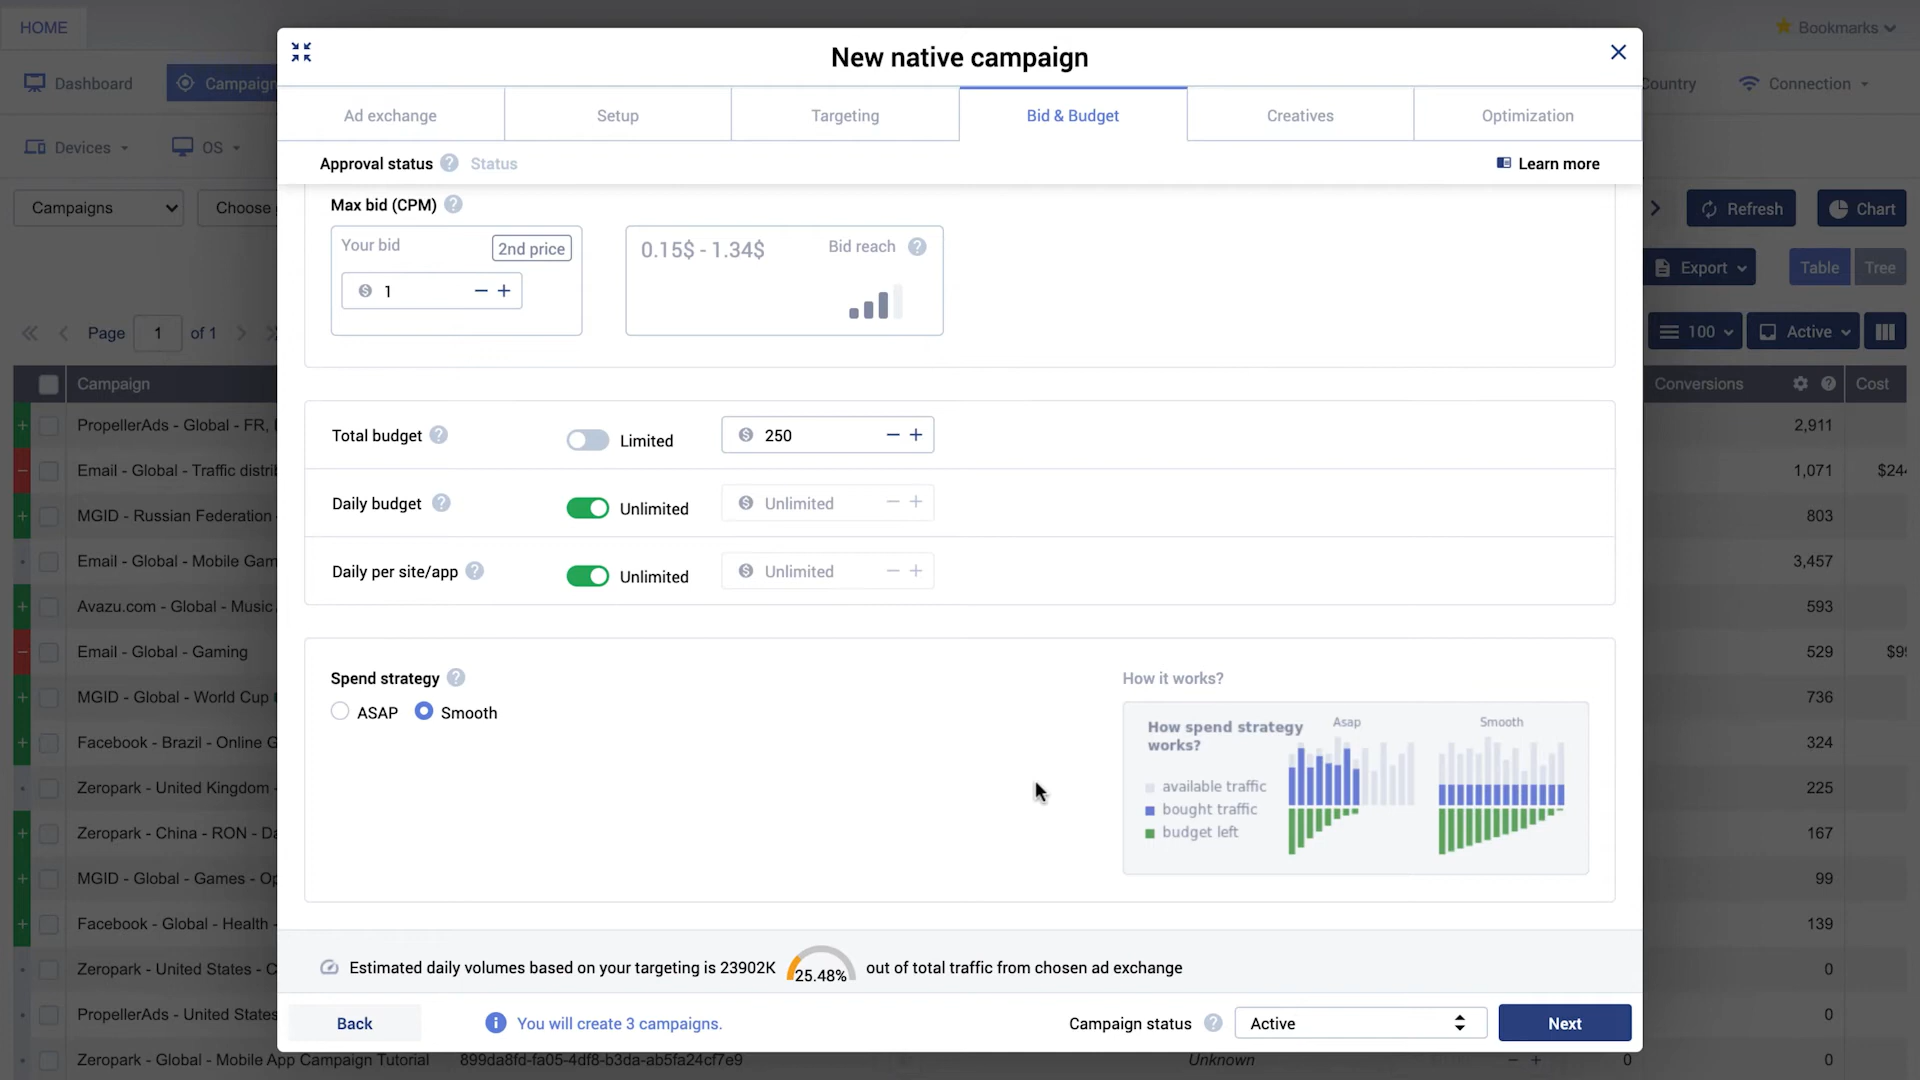 HOME
Bookmarks
New native campaign
Dashboard
Campaign
Country
Connection
Ad exchange
Setup
Targeting
Bid & Budget
Creatives
Optimization
Devices
OS
Approval status ? Status
Learn more
Campaigns
Choose
Refresh
Chart
Max bid (CPM) ?
Your bid
2nd price
0.15$ - 1.34$
Bid reach ?
$ 1 − +
Export
Table
Tree
Page 1 of 1
100
Active
Campaign
Conversions ?
Cost
PropellerAds - Global - FR,
2,911
Total budget ?
Limited
$ 250 − +
Email - Global - Traffic distri
1,071
$24
Daily budget ?
Unlimited
$ Unlimited − +
MGID - Russian Federation
803
Email - Global - Mobile Gam
3,457
Daily per site/app ?
Unlimited
$ Unlimited − +
Avazu.com - Global - Music
593
Email - Global - Gaming
529
$9
Spend strategy ?
How it works?
MGID - Global - World Cup
736
ASAP
Smooth
How spend strategy
works?
Asap
Smooth
available traffic
bought traffic
budget left
Facebook - Brazil - Online G
324
Zeropark - United Kingdom -
225
Zeropark - China - RON - Da
167
MGID - Global - Games - Op
99
Facebook - Global - Health -
139
Zeropark - United States - C
0
Estimated daily volumes based on your targeting is 23902K 25.48% out of total traffic from chosen ad exchange
PropellerAds - United States
0
Back
i You will create 3 campaigns.
Campaign status ?
Active
Next
Zeropark - Global - Mobile App Campaign Tutorial
899da8fd-fa05-4df8-b3da-ab5fa24cf7e9
Unknown
− +
0
0